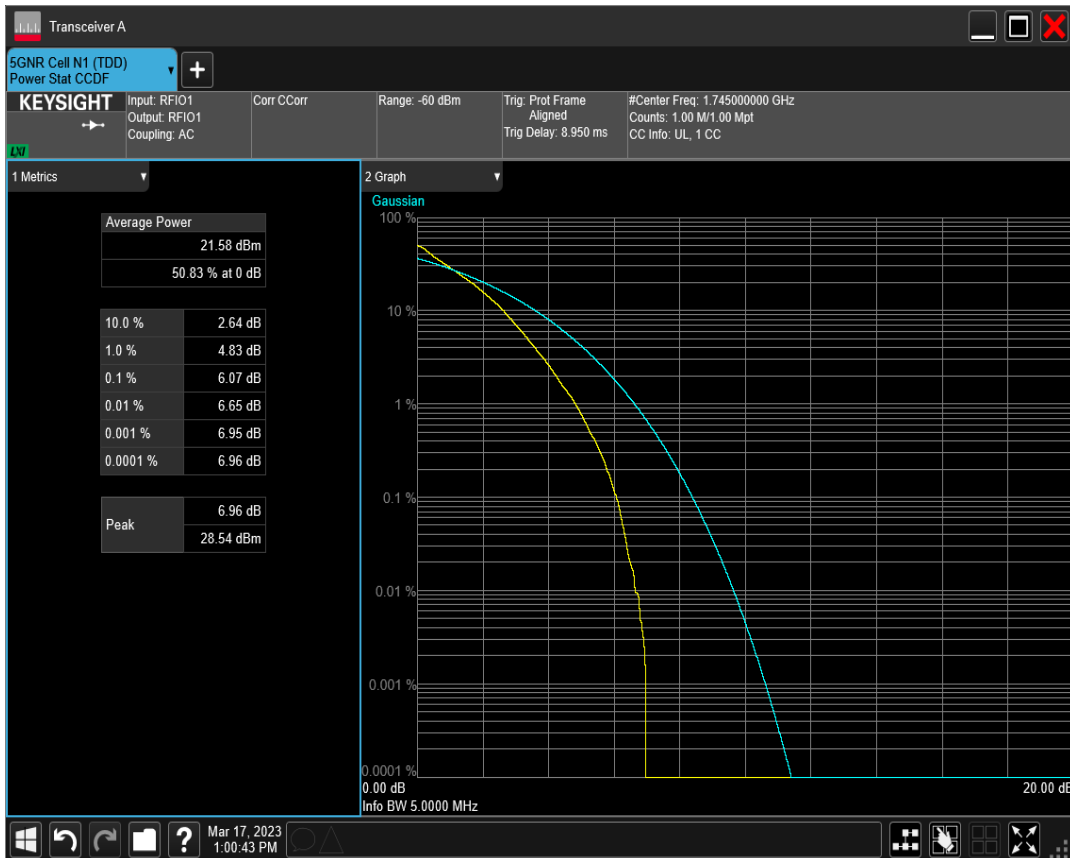 Transceiver A
5GNR Cell N1 (TDD)
Power Stat CCDF
KEYSIGHT
LXI
Input: RFIO1
Output: RFIO1
Coupling: AC
Corr CCorr
Range: -60 dBm
Trig: Prot Frame
Aligned
Trig Delay: 8.950 ms
#Center Freq: 1.745000000 GHz
Counts: 1.00 M/1.00 Mpt
CC Info: UL, 1 CC
1 Metrics
Average Power
21.58 dBm
50.83 % at 0 dB
10.0 % 2.64 dB
1.0 % 4.83 dB
0.1 % 6.07 dB
0.01 % 6.65 dB
0.001 % 6.95 dB
0.0001 % 6.96 dB
Peak
6.96 dB
28.54 dBm
2 Graph
Gaussian
100 %
10 %
1 %
0.1 %
0.01 %
0.001 %
0.0001 %
0.00 dB 20.00 dB
Info BW 5.0000 MHz
?
Mar 17, 2023
1:00:43 PM